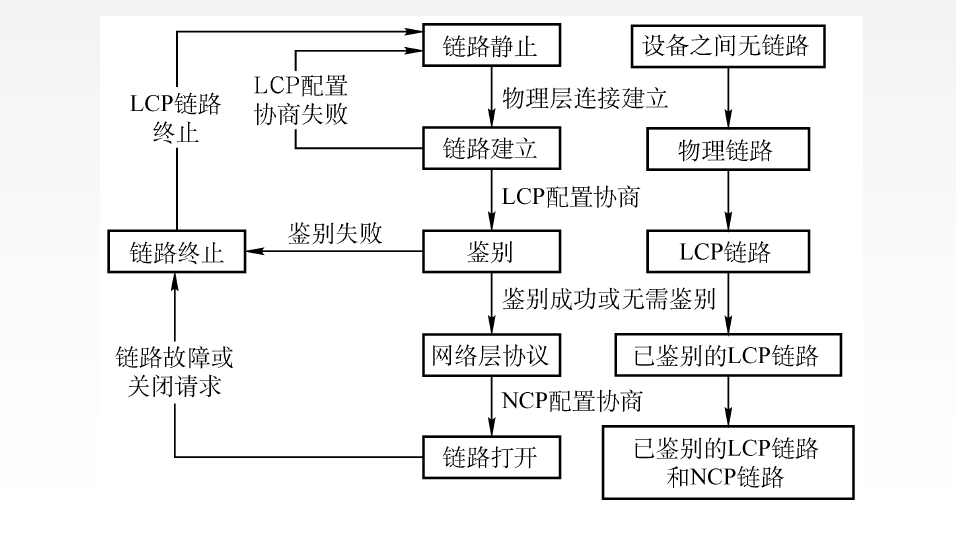 链路静止
设备之间无链路
LCP配置
协商失败
LCP链路
终止
物理层连接建立
链路建立
物理链路
LCP配置协商
鉴别失败
链路终止
鉴别
LCP链路
鉴别成功或无需鉴别
网络层协议
已鉴别的LCP链路
链路故障或
关闭请求
NCP配置协商
链路打开
已鉴别的LCP链路
和NCP链路